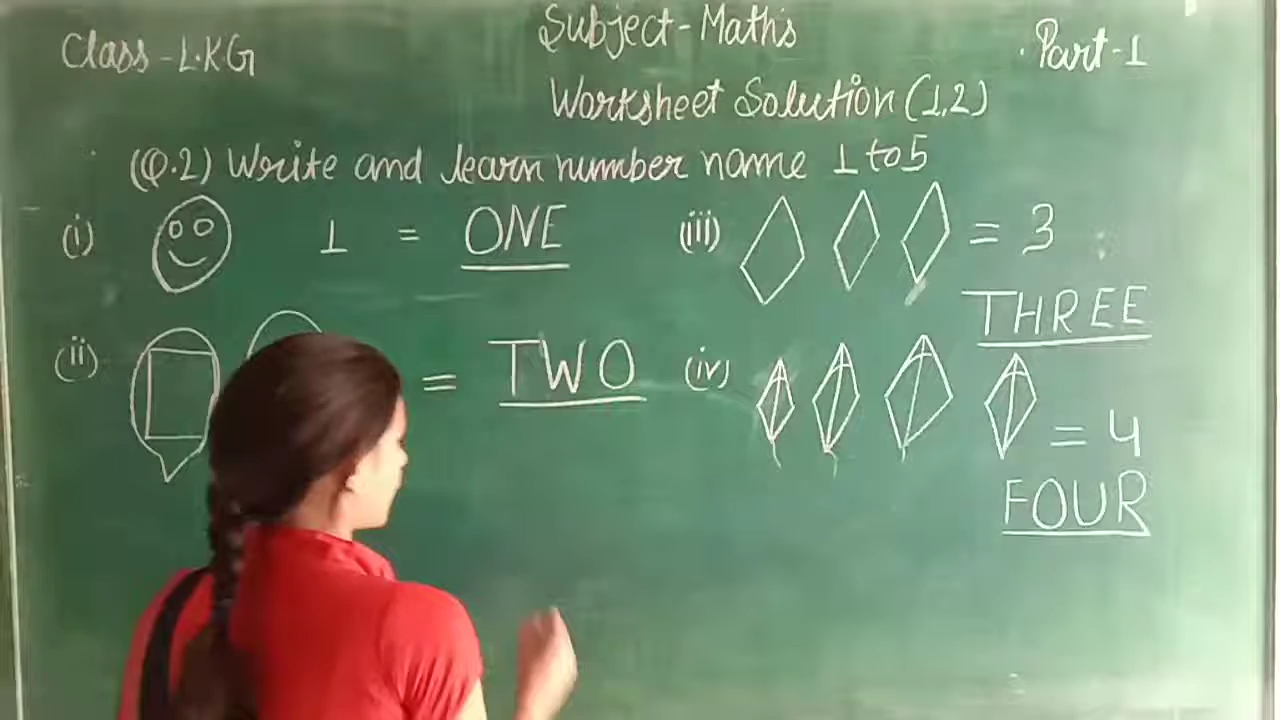 Class - L.K.G
Subject - Maths
Part - 1
Worksheet Solution (1,2)
(Q.2) Write and learn number name 1 to 5
(i) 1 = ONE
(ii) = TWO
(iii) = 3
THREE
(iv) = 4
FOUR